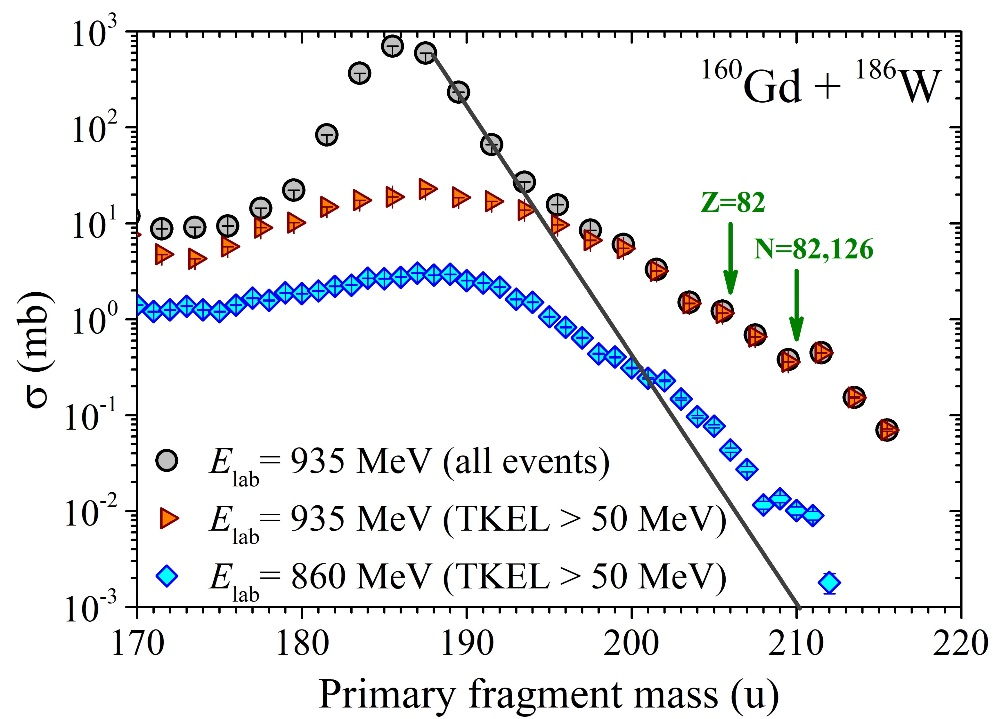 10³
10²
10¹
10⁰
10⁻¹
10⁻²
10⁻³
σ (mb)
¹⁶⁰Gd + ¹⁸⁶W
Z=82
N=82,126
E_lab= 935 MeV (all events)
E_lab= 935 MeV (TKEL > 50 MeV)
E_lab= 860 MeV (TKEL > 50 MeV)
170 180 190 200 210 220
Primary fragment mass (u)